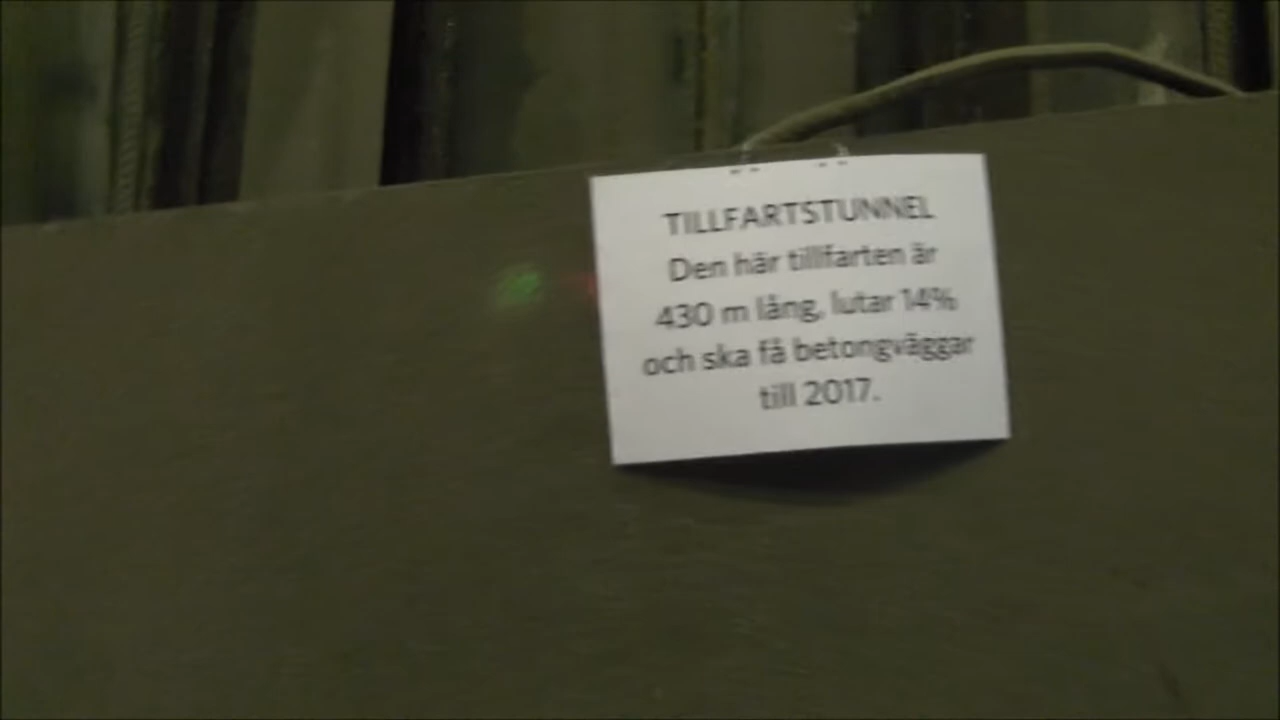 TILLFARTSTUNNEL
Den här tillfarten är
430 m lång, lutar 14%
och ska få betongväggar
till 2017.